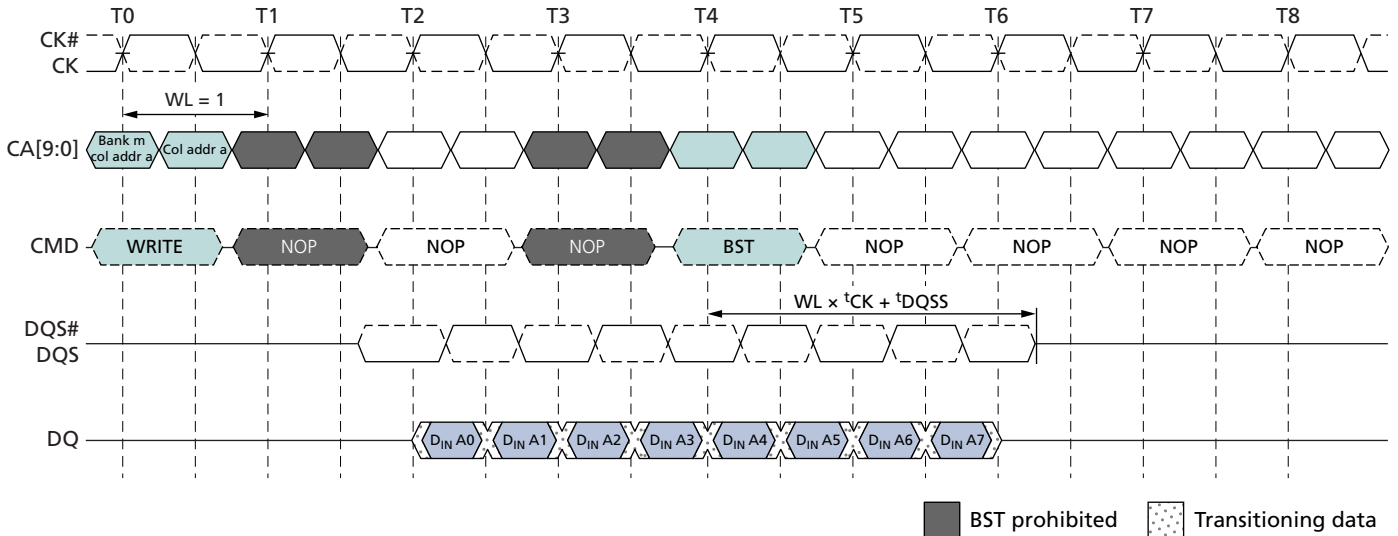 T0 T1 T2 T3 T4 T5 T6 T7 T8
CK#
CK
WL = 1
Bank m
col addr a
Col addr a
CA[9:0]
CMD WRITE NOP NOP NOP BST NOP NOP NOP NOP
WL × tCK + tDQSS
DQS#
DQS
DQ DIN A0 DIN A1 DIN A2 DIN A3 DIN A4 DIN A5 DIN A6 DIN A7
BST prohibited Transitioning data